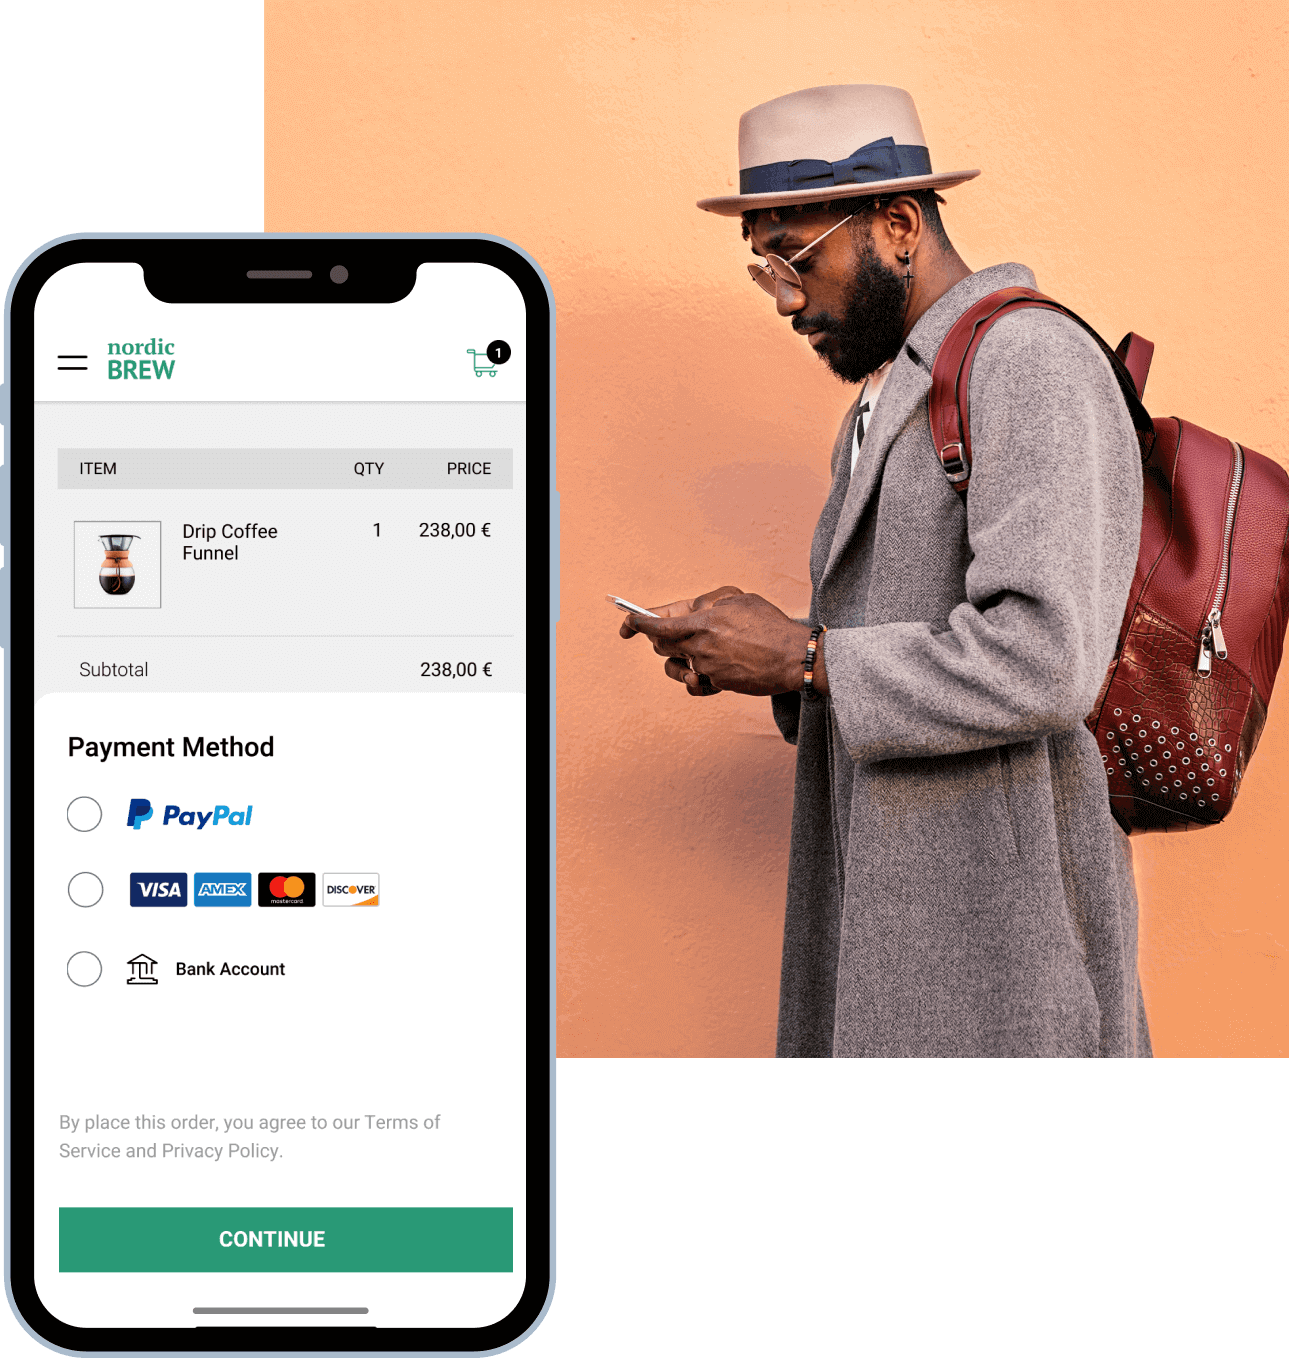 nordic
BREW
1
ITEM QTY PRICE
Drip Coffee 1 238,00 €
Funnel
Subtotal 238,00 €
Payment Method
PayPal
VISA AMEX mastercard DISCOVER
Bank Account
By place this order, you agree to our Terms of
Service and Privacy Policy.
CONTINUE